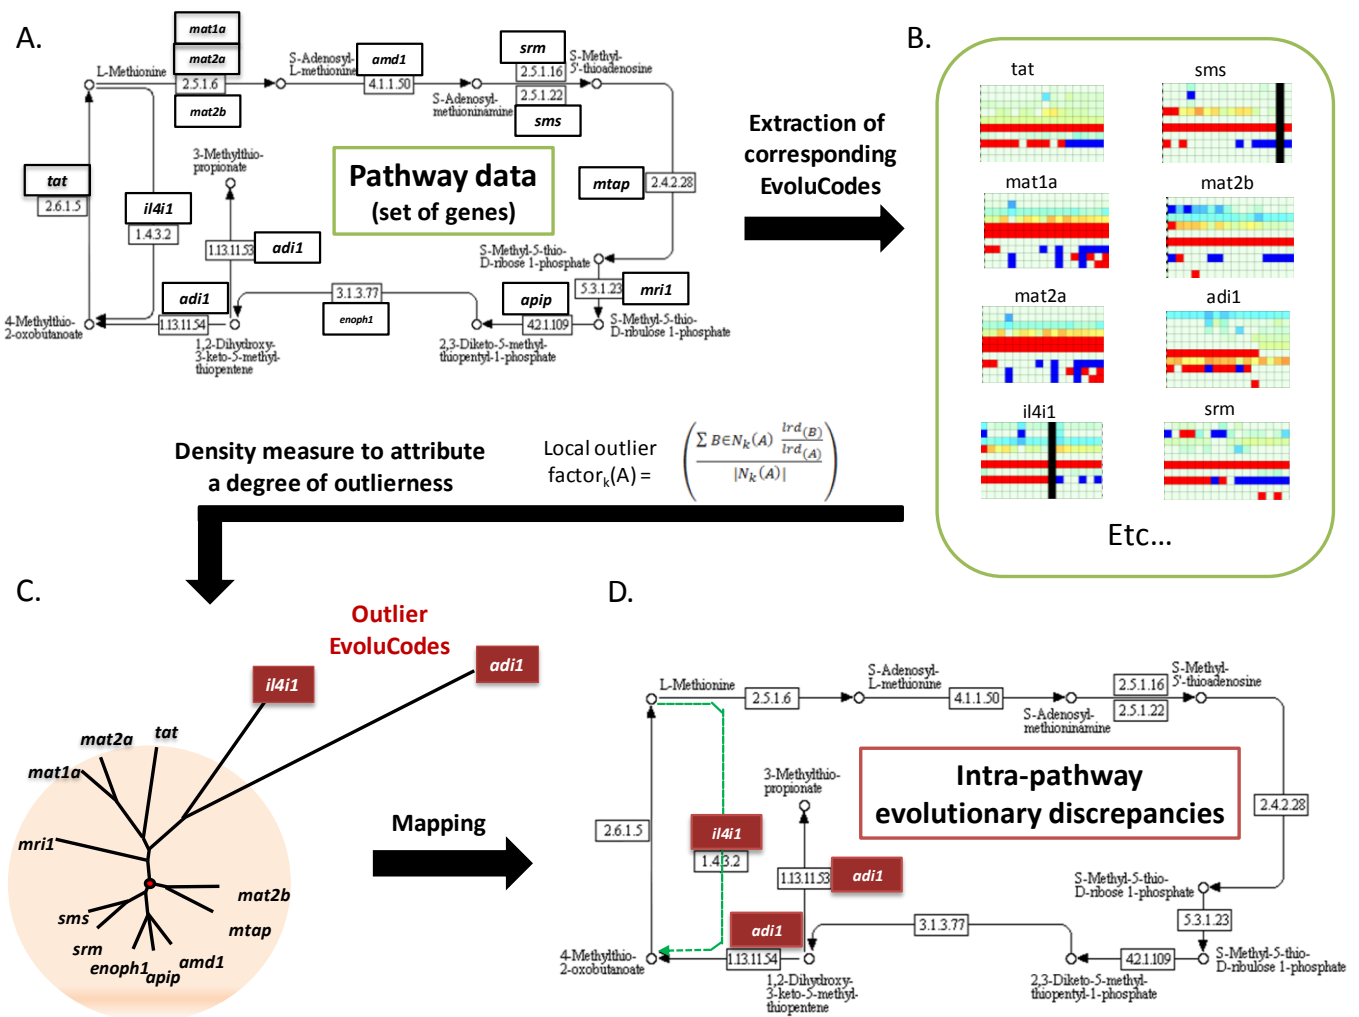 A.
mat1a
mat2a
L-Methionine
2.5.1.6
mat2b
S-Adenosyl-
L-methionine
amd1
4.1.1.50
S-Adenosyl-
methioninamine
srm
2.5.1.16
2.5.1.22
sms
S-Methyl-
5'-thioadenosine
3-Methylthio-
propionate
tat
2.6.1.5
il4i1
1.4.3.2
Pathway data
(set of genes)
mtap
2.4.2.28
1.13.11.53
adi1
S-Methyl-5-thio-
D-ribose 1-phosphate
5.3.1.23
mri1
adi1
1.13.11.54
3.1.3.77
enoph1
apip
4.2.1.109
4-Methylthio-
2-oxobutanoate
1,2-Dihydroxy-
3-keto-5-methyl-
thiopentene
2,3-Diketo-5-methyl-
thiopentyl-1-phosphate
S-Methyl-5-thio-
D-ribulose 1-phosphate
Extraction of
corresponding
EvoluCodes
B.
tat
sms
mat1a
mat2b
mat2a
adi1
il4i1
srm
Etc...
Density measure to attribute
a degree of outlierness
Local outlier
factork(A) =
∑ B∈Nk(A) lrd(B)
lrd(A)
|Nk(A)|
C.
Outlier
EvoluCodes
il4i1
adi1
mat2a
tat
mat1a
mri1
mat2b
sms
mtap
srm
enoph1
amd1
apip
Mapping
D.
L-Methionine
2.5.1.6
S-Adenosyl-
L-methionine
4.1.1.50
S-Adenosyl-
methioninamine
2.5.1.16
2.5.1.22
S-Methyl-
5'-thioadenosine
3-Methylthio-
propionate
Intra-pathway
evolutionary discrepancies
2.6.1.5
il4i1
1.4.3.2
2.4.2.28
1.13.11.53
adi1
S-Methyl-5-thio-
D-ribose 1-phosphate
5.3.1.23
adi1
1.13.11.54
3.1.3.77
4.2.1.109
4-Methylthio-
2-oxobutanoate
1,2-Dihydroxy-
3-keto-5-methyl-
thiopentene
2,3-Diketo-5-methyl-
thiopentyl-1-phosphate
S-Methyl-5-thio-
D-ribulose 1-phosphate